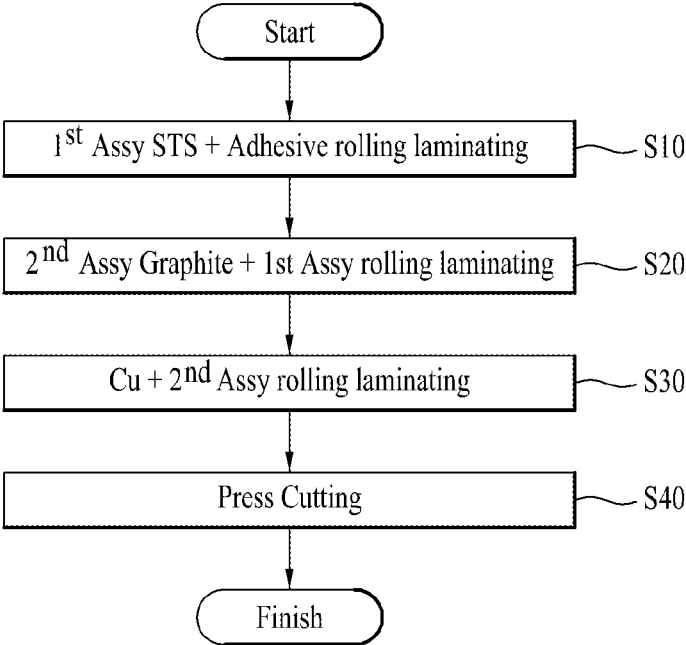 Start
1st Assy STS + Adhesive rolling laminating
S10
2nd Assy Graphite + 1st Assy rolling laminating
S20
Cu + 2nd Assy rolling laminating
S30
Press Cutting
S40
Finish